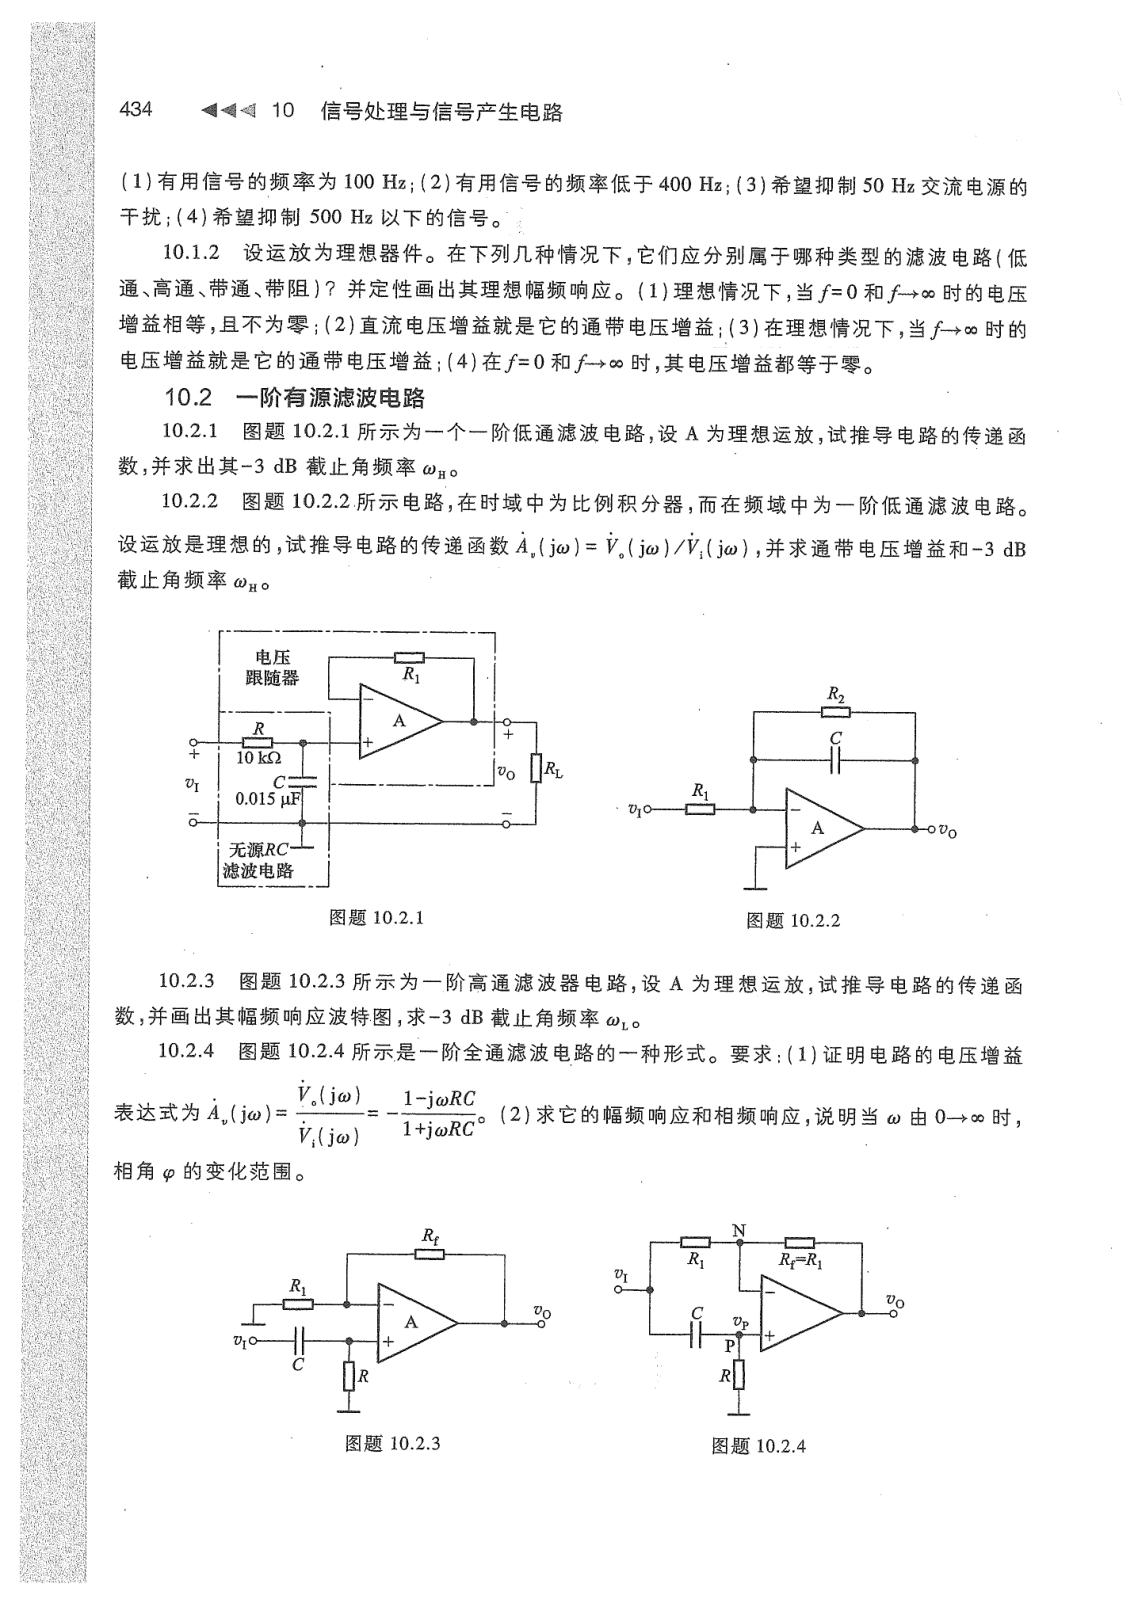 434 ◀◀◀ 10 信号处理与信号产生电路
(1)有用信号的频率为 100 Hz;(2)有用信号的频率低于 400 Hz;(3)希望抑制 50 Hz 交流电源的
干扰;(4)希望抑制 500 Hz 以下的信号。
10.1.2 设运放为理想器件。在下列几种情况下,它们应分别属于哪种类型的滤波电路(低
通、高通、带通、带阻)? 并定性画出其理想幅频响应。(1)理想情况下,当 f=0 和 f→∞ 时的电压
增益相等,且不为零;(2)直流电压增益就是它的通带电压增益;(3)在理想情况下,当 f→∞ 时的
电压增益就是它的通带电压增益;(4)在 f=0 和 f→∞ 时,其电压增益都等于零。
10.2 一阶有源滤波电路
10.2.1 图题 10.2.1 所示为一个一阶低通滤波电路,设 A 为理想运放,试推导电路的传递函
数,并求出其-3 dB 截止角频率 ωH。
10.2.2 图题 10.2.2 所示电路,在时域中为比例积分器,而在频域中为一阶低通滤波电路。
设运放是理想的,试推导电路的传递函数 Ȧv(jω)= V̇o(jω)/V̇i(jω),并求通带电压增益和-3 dB
截止角频率 ωH。
电压
跟随器
R1
A
R
10 kΩ
C
0.015 μF
vI
vO
RL
无源RC
滤波电路
图题 10.2.1
R2
C
R1
vI
A
vO
图题 10.2.2
10.2.3 图题 10.2.3 所示为一阶高通滤波器电路,设 A 为理想运放,试推导电路的传递函
数,并画出其幅频响应波特图,求-3 dB 截止角频率 ωL。
10.2.4 图题 10.2.4 所示是一阶全通滤波电路的一种形式。要求:(1)证明电路的电压增益
表达式为 Ȧv(jω)= V̇o(jω)/V̇i(jω) = -(1-jωRC)/(1+jωRC)。(2)求它的幅频响应和相频响应,说明当 ω 由 0→∞ 时,
相角 φ 的变化范围。
Rf
R1
A
vI
C
R
vO
图题 10.2.3
N
R1
Rf=R1
vI
C
vP
P
R
vO
图题 10.2.4